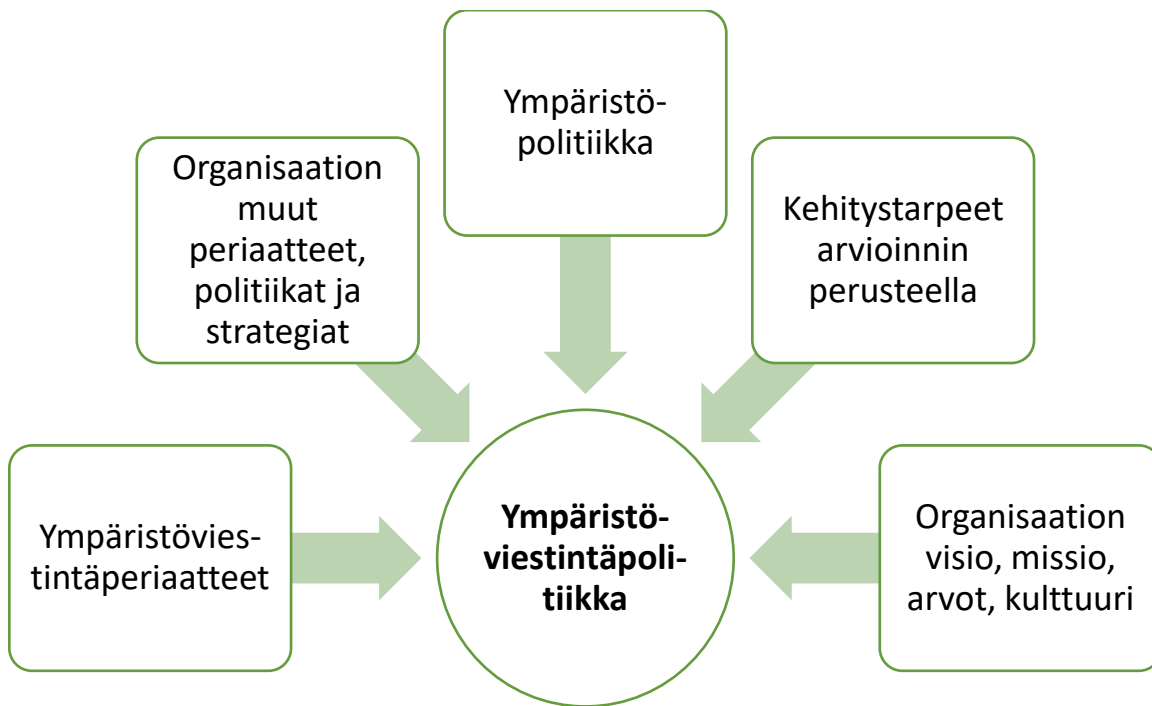 Ympäristö-
politiikka
Organisaation
muut
periaatteet,
politiikat ja
strategiat
Kehitystarpeet
arvioinnin
perusteella
Ympäristövies-
tintäperiaatteet
Ympäristö-
viestintäpoli-
tiikka
Organisaation
visio, missio,
arvot, kulttuuri